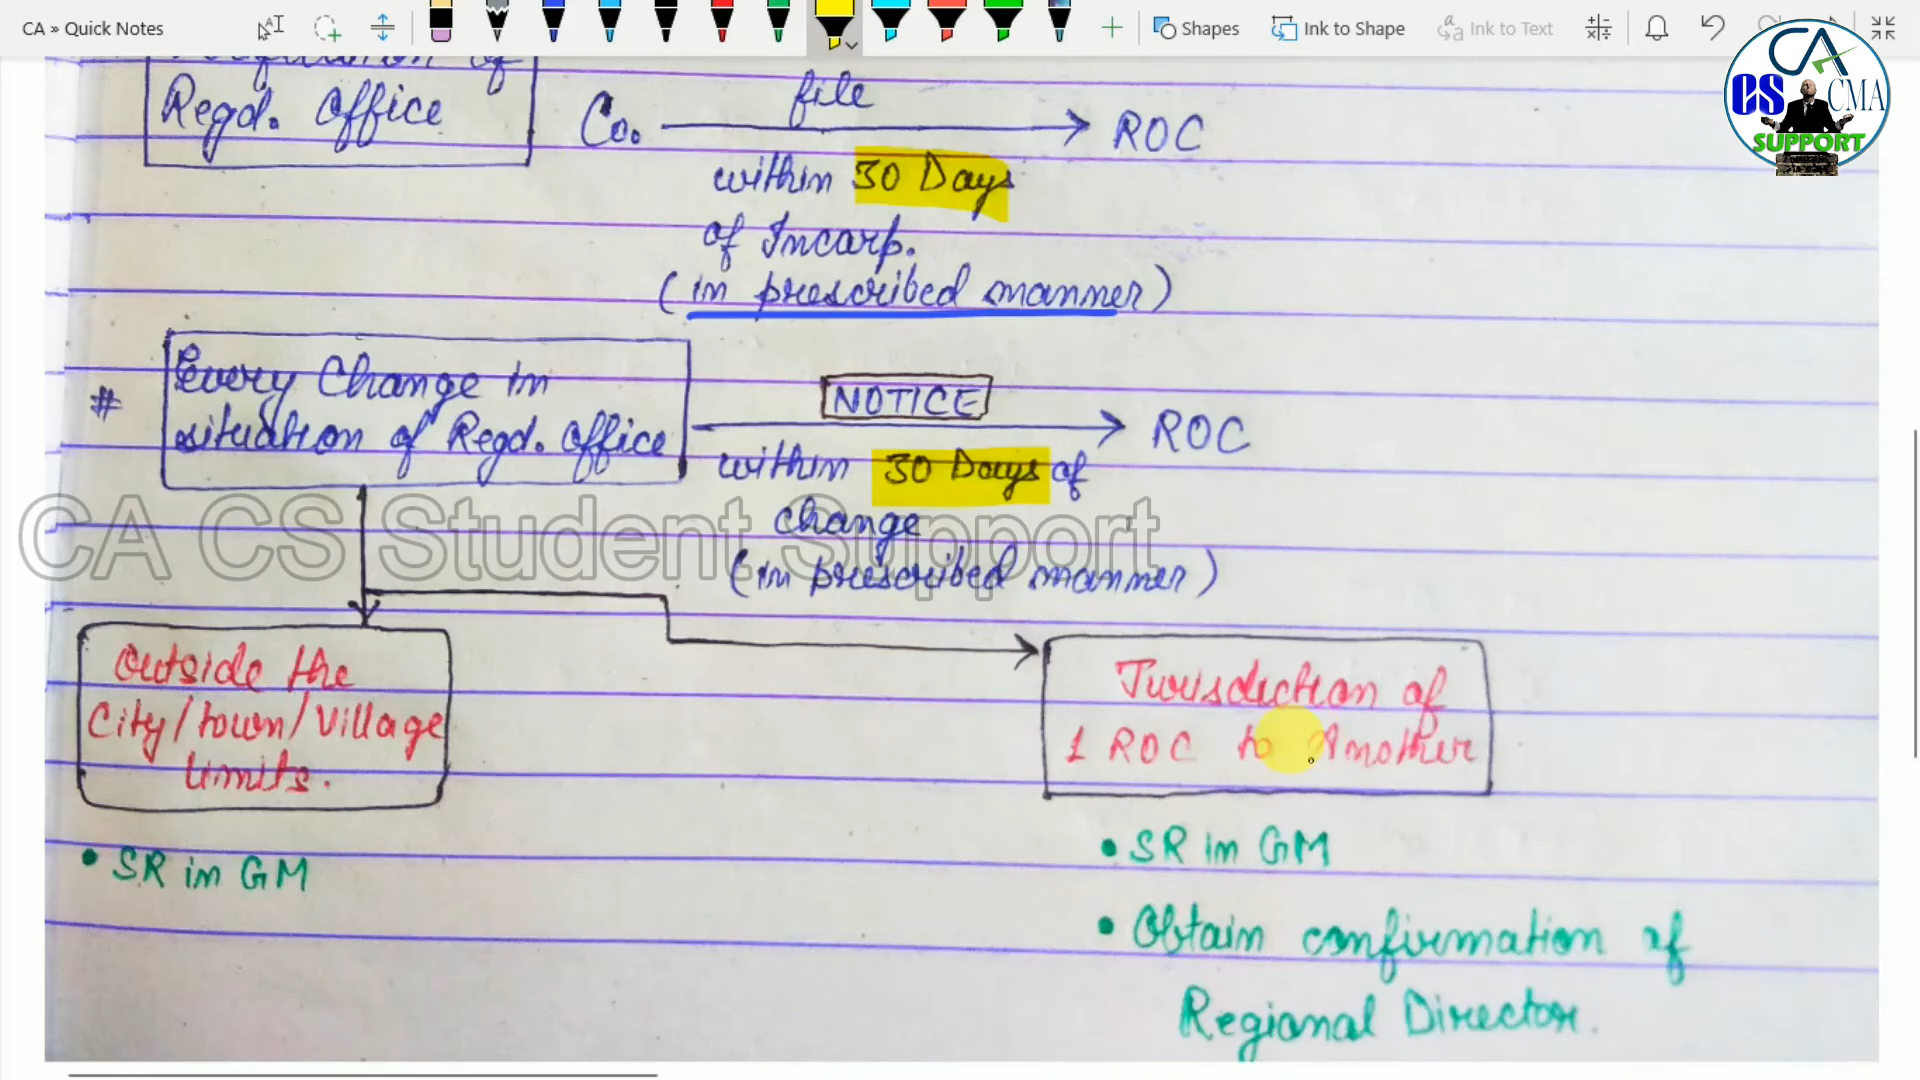 CA » Quick Notes
Shapes
Ink to Shape
Ink to Text
CA
CS
CMA
SUPPORT
of
Regd. Office
Co.
file
ROC
within 30 Days
of Incorp.
(in prescribed manner)
#
Every Change in
situation of Regd. Office
NOTICE
ROC
within 30 Days of
change
(in prescribed manner)
CA CS Student Support
Outside the
City/town/Village
limits.
• SR in GM
Jurisdiction of
1 ROC to Another
• SR in GM
• Obtain confirmation of
Regional Director.